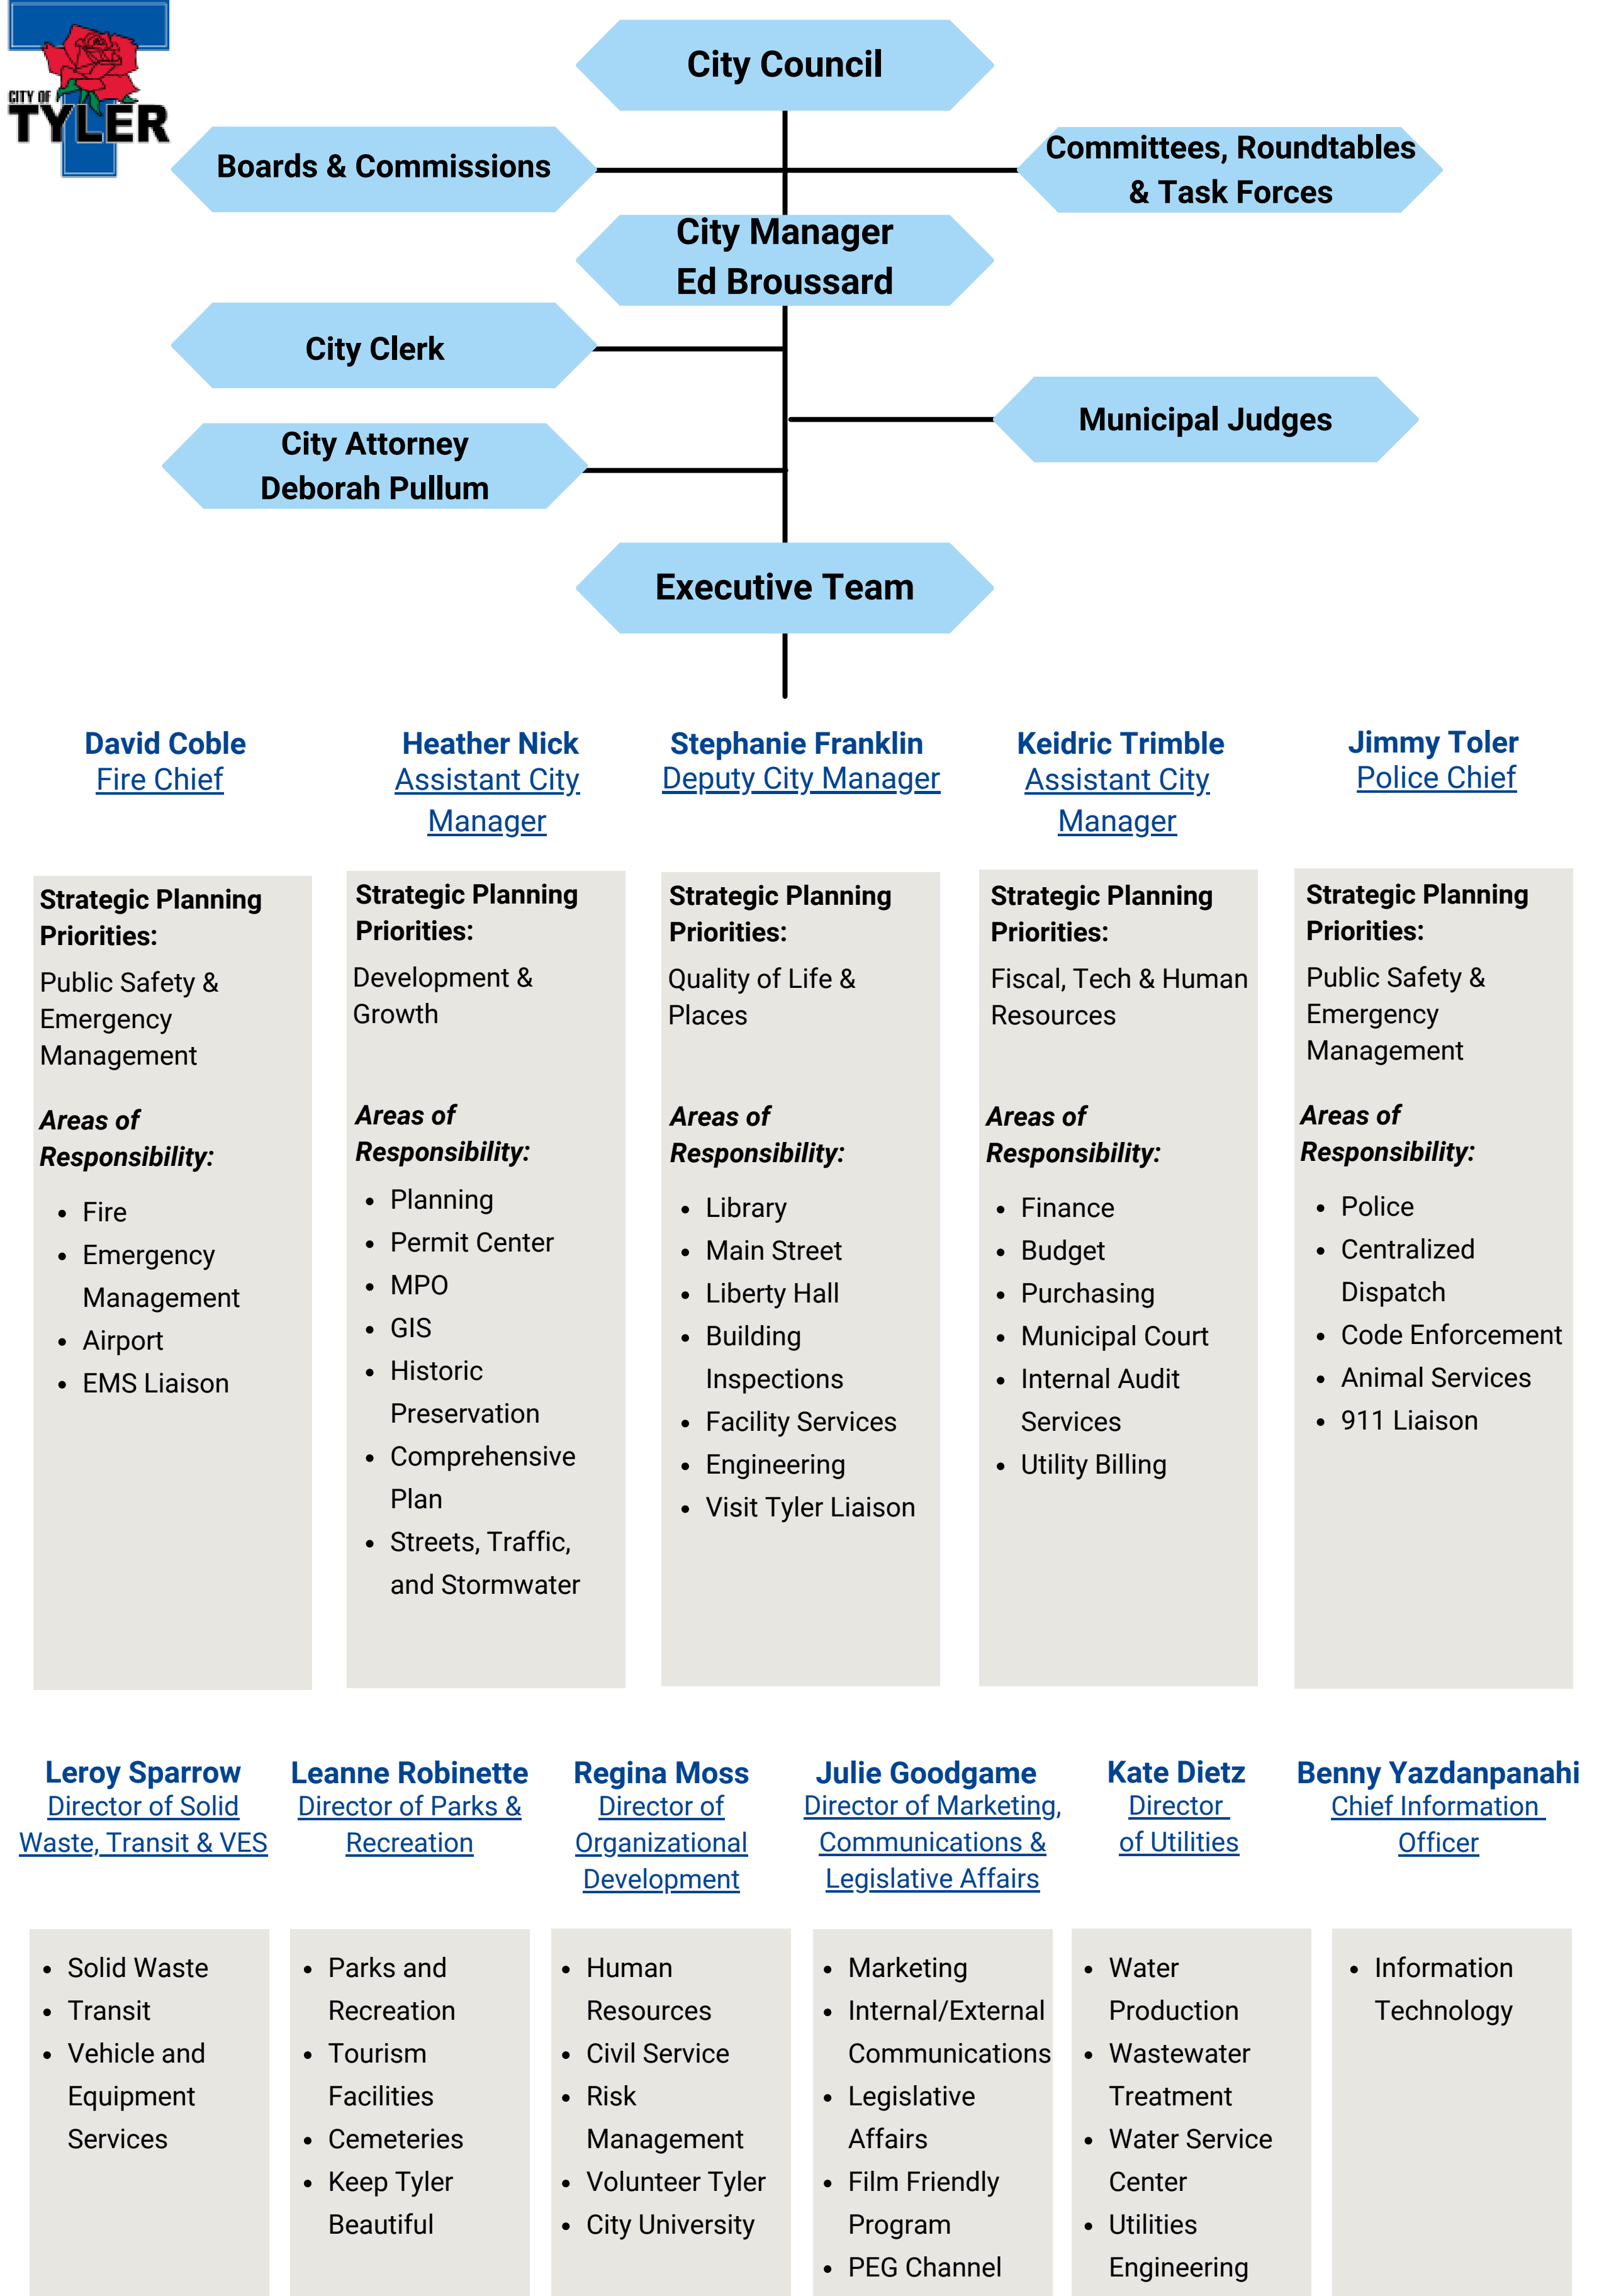 CITY OF
TYLER
City Council
Boards & Commissions
Committees, Roundtables
& Task Forces
City Manager
Ed Broussard
City Clerk
Municipal Judges
City Attorney
Deborah Pullum
Executive Team
David Coble
Fire Chief
Strategic Planning
Priorities:
Public Safety &
Emergency
Management
Areas of
Responsibility:
• Fire
• Emergency
Management
• Airport
• EMS Liaison
Heather Nick
Assistant City
Manager
Strategic Planning
Priorities:
Development &
Growth
Areas of
Responsibility:
• Planning
• Permit Center
• MPO
• GIS
• Historic
Preservation
• Comprehensive
Plan
• Streets, Traffic,
and Stormwater
Stephanie Franklin
Deputy City Manager
Strategic Planning
Priorities:
Quality of Life &
Places
Areas of
Responsibility:
• Library
• Main Street
• Liberty Hall
• Building
Inspections
• Facility Services
• Engineering
• Visit Tyler Liaison
Keidric Trimble
Assistant City
Manager
Strategic Planning
Priorities:
Fiscal, Tech & Human
Resources
Areas of
Responsibility:
• Finance
• Budget
• Purchasing
• Municipal Court
• Internal Audit
Services
• Utility Billing
Jimmy Toler
Police Chief
Strategic Planning
Priorities:
Public Safety &
Emergency
Management
Areas of
Responsibility:
• Police
• Centralized
Dispatch
• Code Enforcement
• Animal Services
• 911 Liaison
Leroy Sparrow
Director of Solid
Waste, Transit & VES
• Solid Waste
• Transit
• Vehicle and
Equipment
Services
Leanne Robinette
Director of Parks &
Recreation
• Parks and
Recreation
• Tourism
Facilities
• Cemeteries
• Keep Tyler
Beautiful
Regina Moss
Director of
Organizational
Development
• Human
Resources
• Civil Service
• Risk
Management
• Volunteer Tyler
• City University
Julie Goodgame
Director of Marketing,
Communications &
Legislative Affairs
• Marketing
• Internal/External
Communications
• Legislative
Affairs
• Film Friendly
Program
• PEG Channel
Kate Dietz
Director
of Utilities
• Water
Production
• Wastewater
Treatment
• Water Service
Center
• Utilities
Engineering
Benny Yazdanpanahi
Chief Information
Officer
• Information
Technology